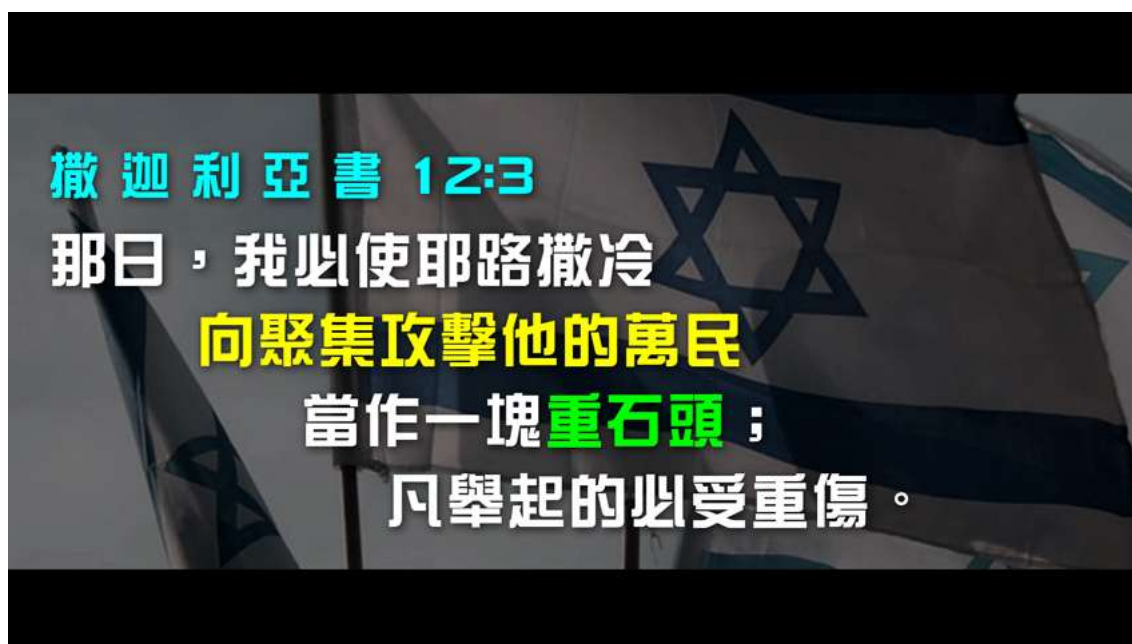 撒迦利亞書 12:3
那日，我必使耶路撒冷
向聚集攻擊他的萬民
當作一塊重石頭；
凡舉起的必受重傷。